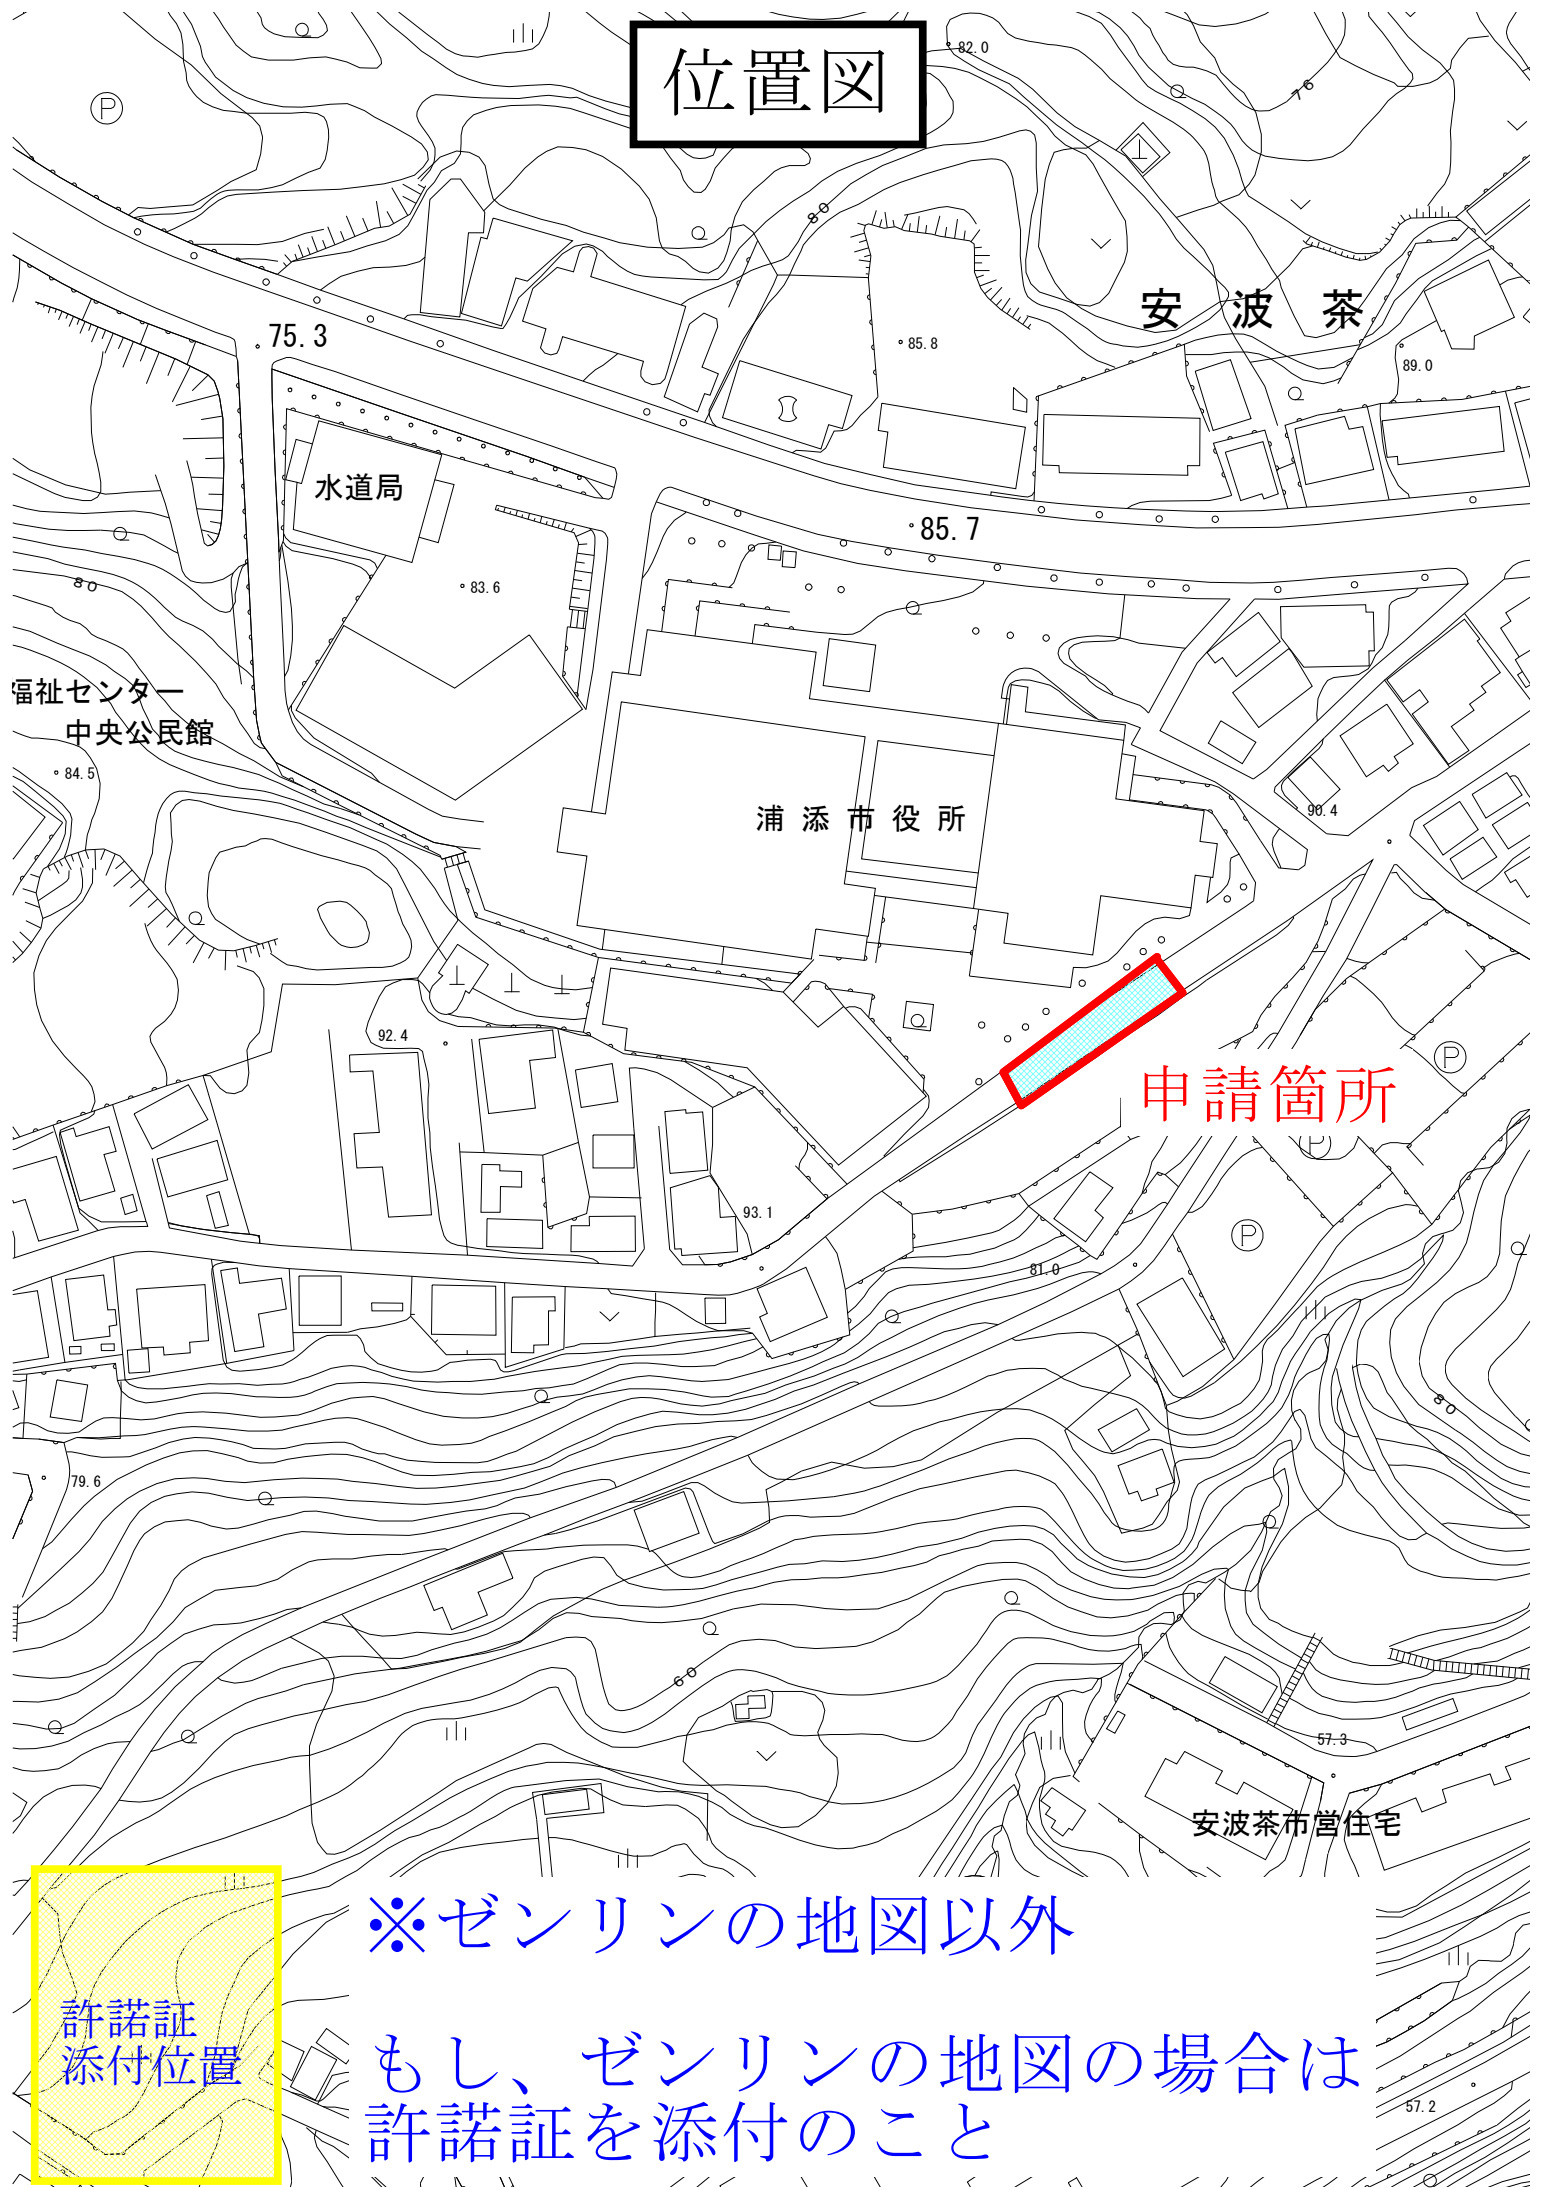 位置図
82.0
76
P
80
安波茶
75.3
85.8
89.0
水道局
85.7
83.6
80
福祉センター
中央公民館
84.5
浦添市役所
90.4
92.4
P
申請箇所
P
93.1
P
81.0
80
79.6
60
57.3
安波茶市営住宅
※ゼンリンの地図以外
許諾証
添付位置
もし、ゼンリンの地図の場合は
許諾証を添付のこと
57.2